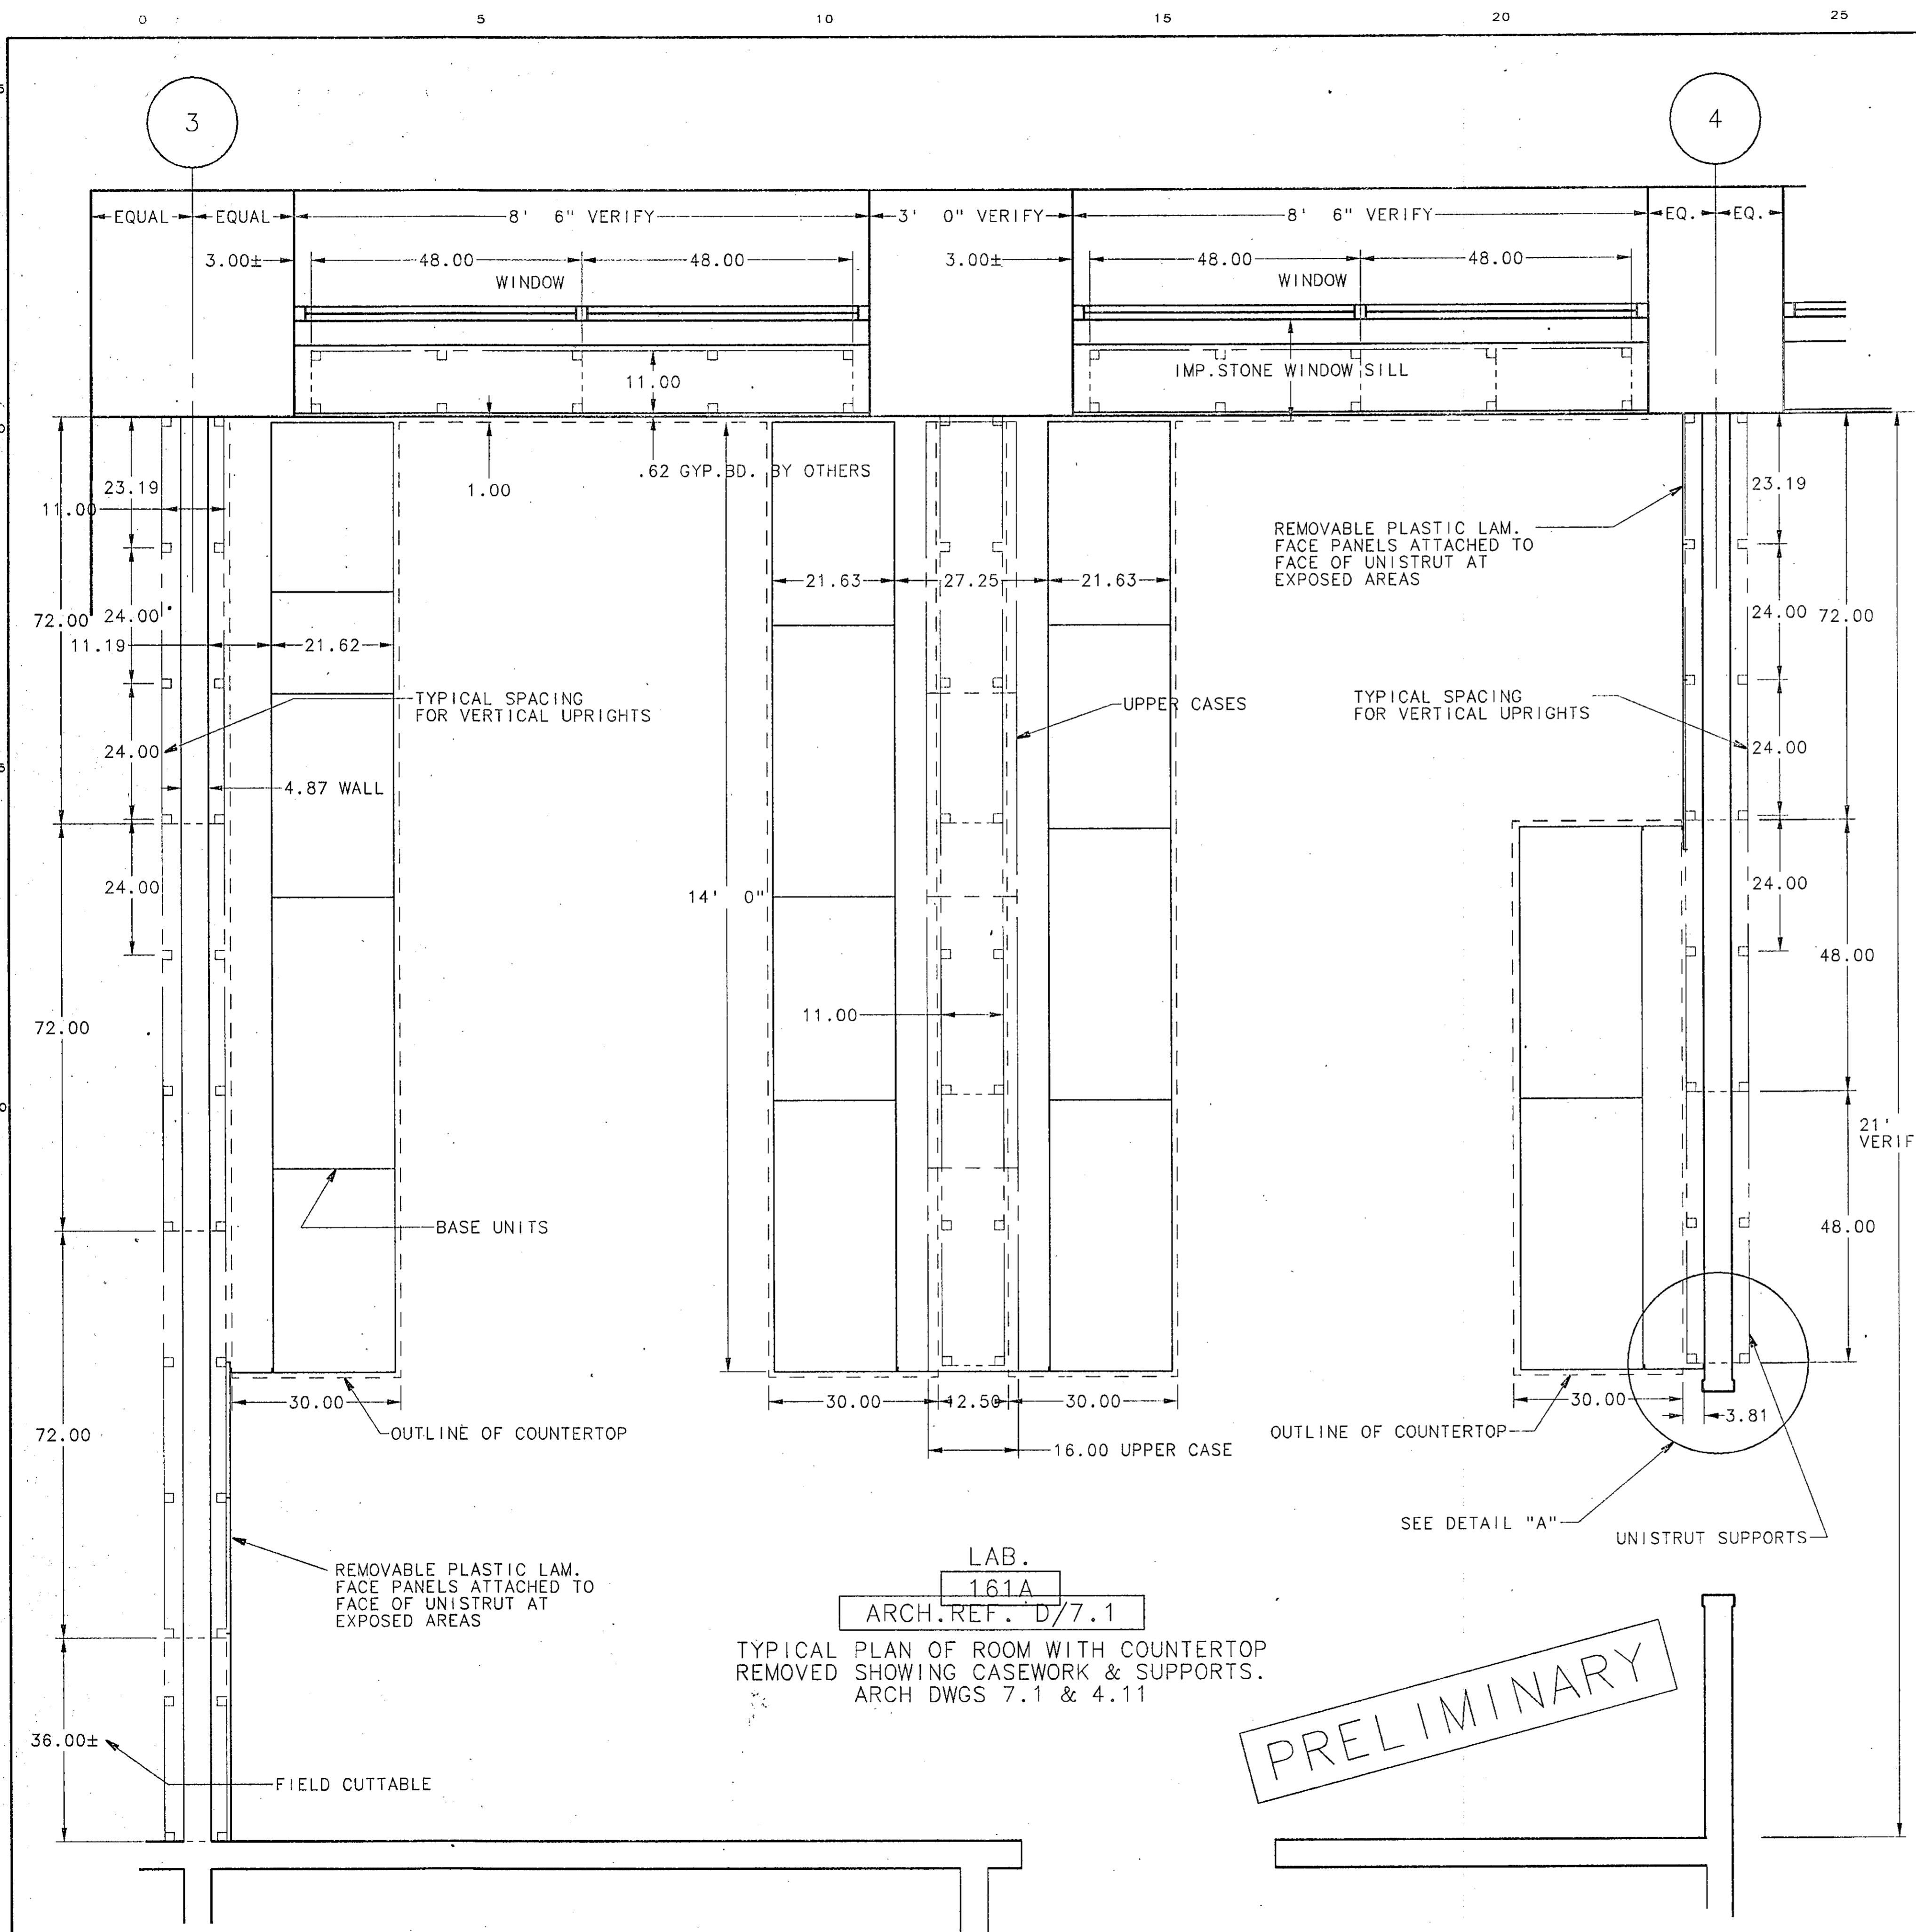 0 5 10 15 20 25
3 4
EQUAL EQUAL 8' 6" VERIFY 3' 0" VERIFY 8' 6" VERIFY EQ. EQ.
3.00± 48.00 48.00 3.00± 48.00 48.00
WINDOW WINDOW
11.00 IMP.STONE WINDOW SILL
.62 GYP.BD. BY OTHERS
1.00
23.19
11.00
24.00
72.00
11.19 21.62
TYPICAL SPACING
FOR VERTICAL UPRIGHTS
24.00
4.87 WALL
24.00
72.00
BASE UNITS
30.00
OUTLINE OF COUNTERTOP
72.00
REMOVABLE PLASTIC LAM.
FACE PANELS ATTACHED TO
FACE OF UNISTRUT AT
EXPOSED AREAS
36.00±
FIELD CUTTABLE
21.63 27.25 21.63
UPPER CASES
14' 0"
11.00
30.00 12.50 30.00
16.00 UPPER CASE
REMOVABLE PLASTIC LAM.
FACE PANELS ATTACHED TO
FACE OF UNISTRUT AT
EXPOSED AREAS
23.19
24.00 72.00
TYPICAL SPACING
FOR VERTICAL UPRIGHTS
24.00
24.00
48.00
21'
48.00
30.00
3.81
OUTLINE OF COUNTERTOP
SEE DETAIL "A"
UNISTRUT SUPPORTS
LAB.
161A
ARCH.REF. D/7.1
TYPICAL PLAN OF ROOM WITH COUNTERTOP
REMOVED SHOWING CASEWORK & SUPPORTS.
ARCH DWGS 7.1 & 4.11
PRELIMINARY